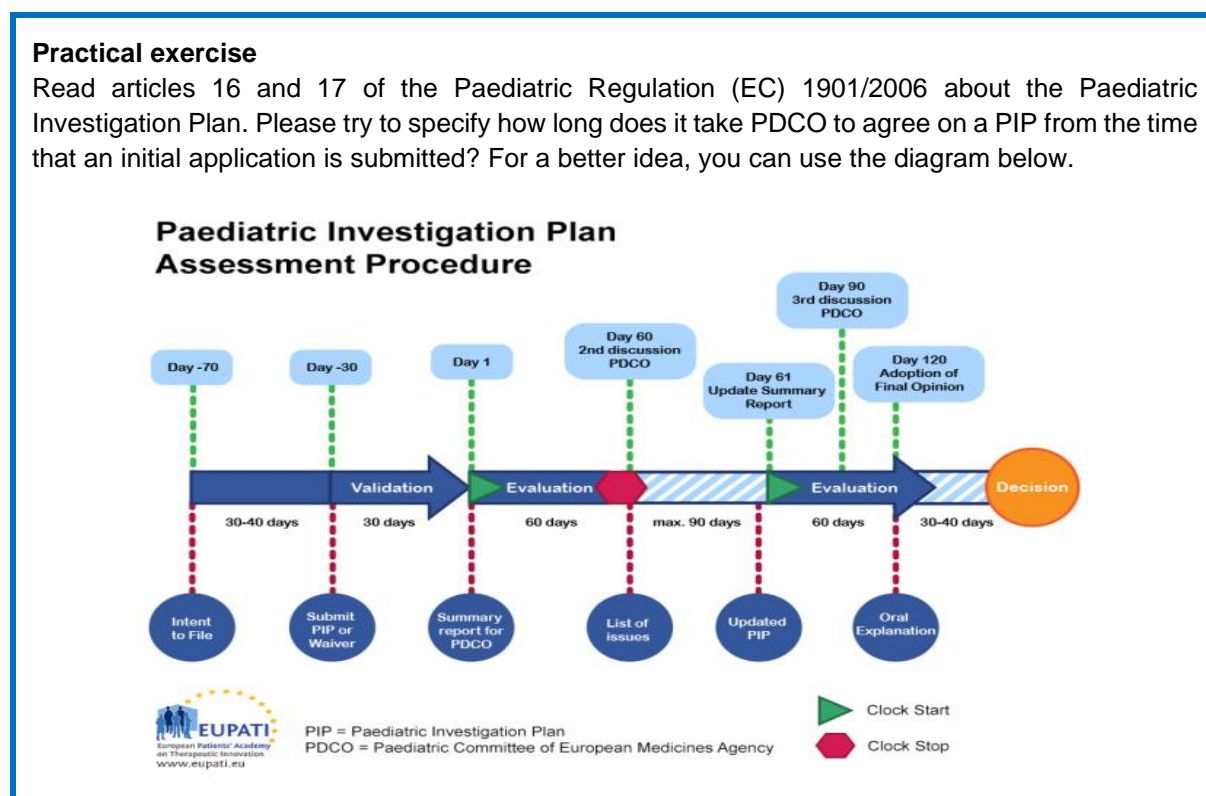 Practical exercise
Read articles 16 and 17 of the Paediatric Regulation (EC) 1901/2006 about the Paediatric
Investigation Plan. Please try to specify how long does it take PDCO to agree on a PIP from the time
that an initial application is submitted? For a better idea, you can use the diagram below.
Paediatric Investigation Plan
Assessment Procedure
Day -70
Day -30
Day 1
Day 60
2nd discussion
PDCO
Day 61
Update Summary
Report
Day 90
3rd discussion
PDCO
Day 120
Adoption of
Final Opinion
Validation
Evaluation
Evaluation
Decision
30-40 days
30 days
60 days
max. 90 days
60 days
30-40 days
Intent
to File
Submit
PIP or
Waiver
Summary
report for
PDCO
List of
issues
Updated
PIP
Oral
Explanation
EUPATI
European Patients' Academy
on Therapeutic Innovation
www.eupati.eu
PIP = Paediatric Investigation Plan
PDCO = Paediatric Committee of European Medicines Agency
Clock Start
Clock Stop